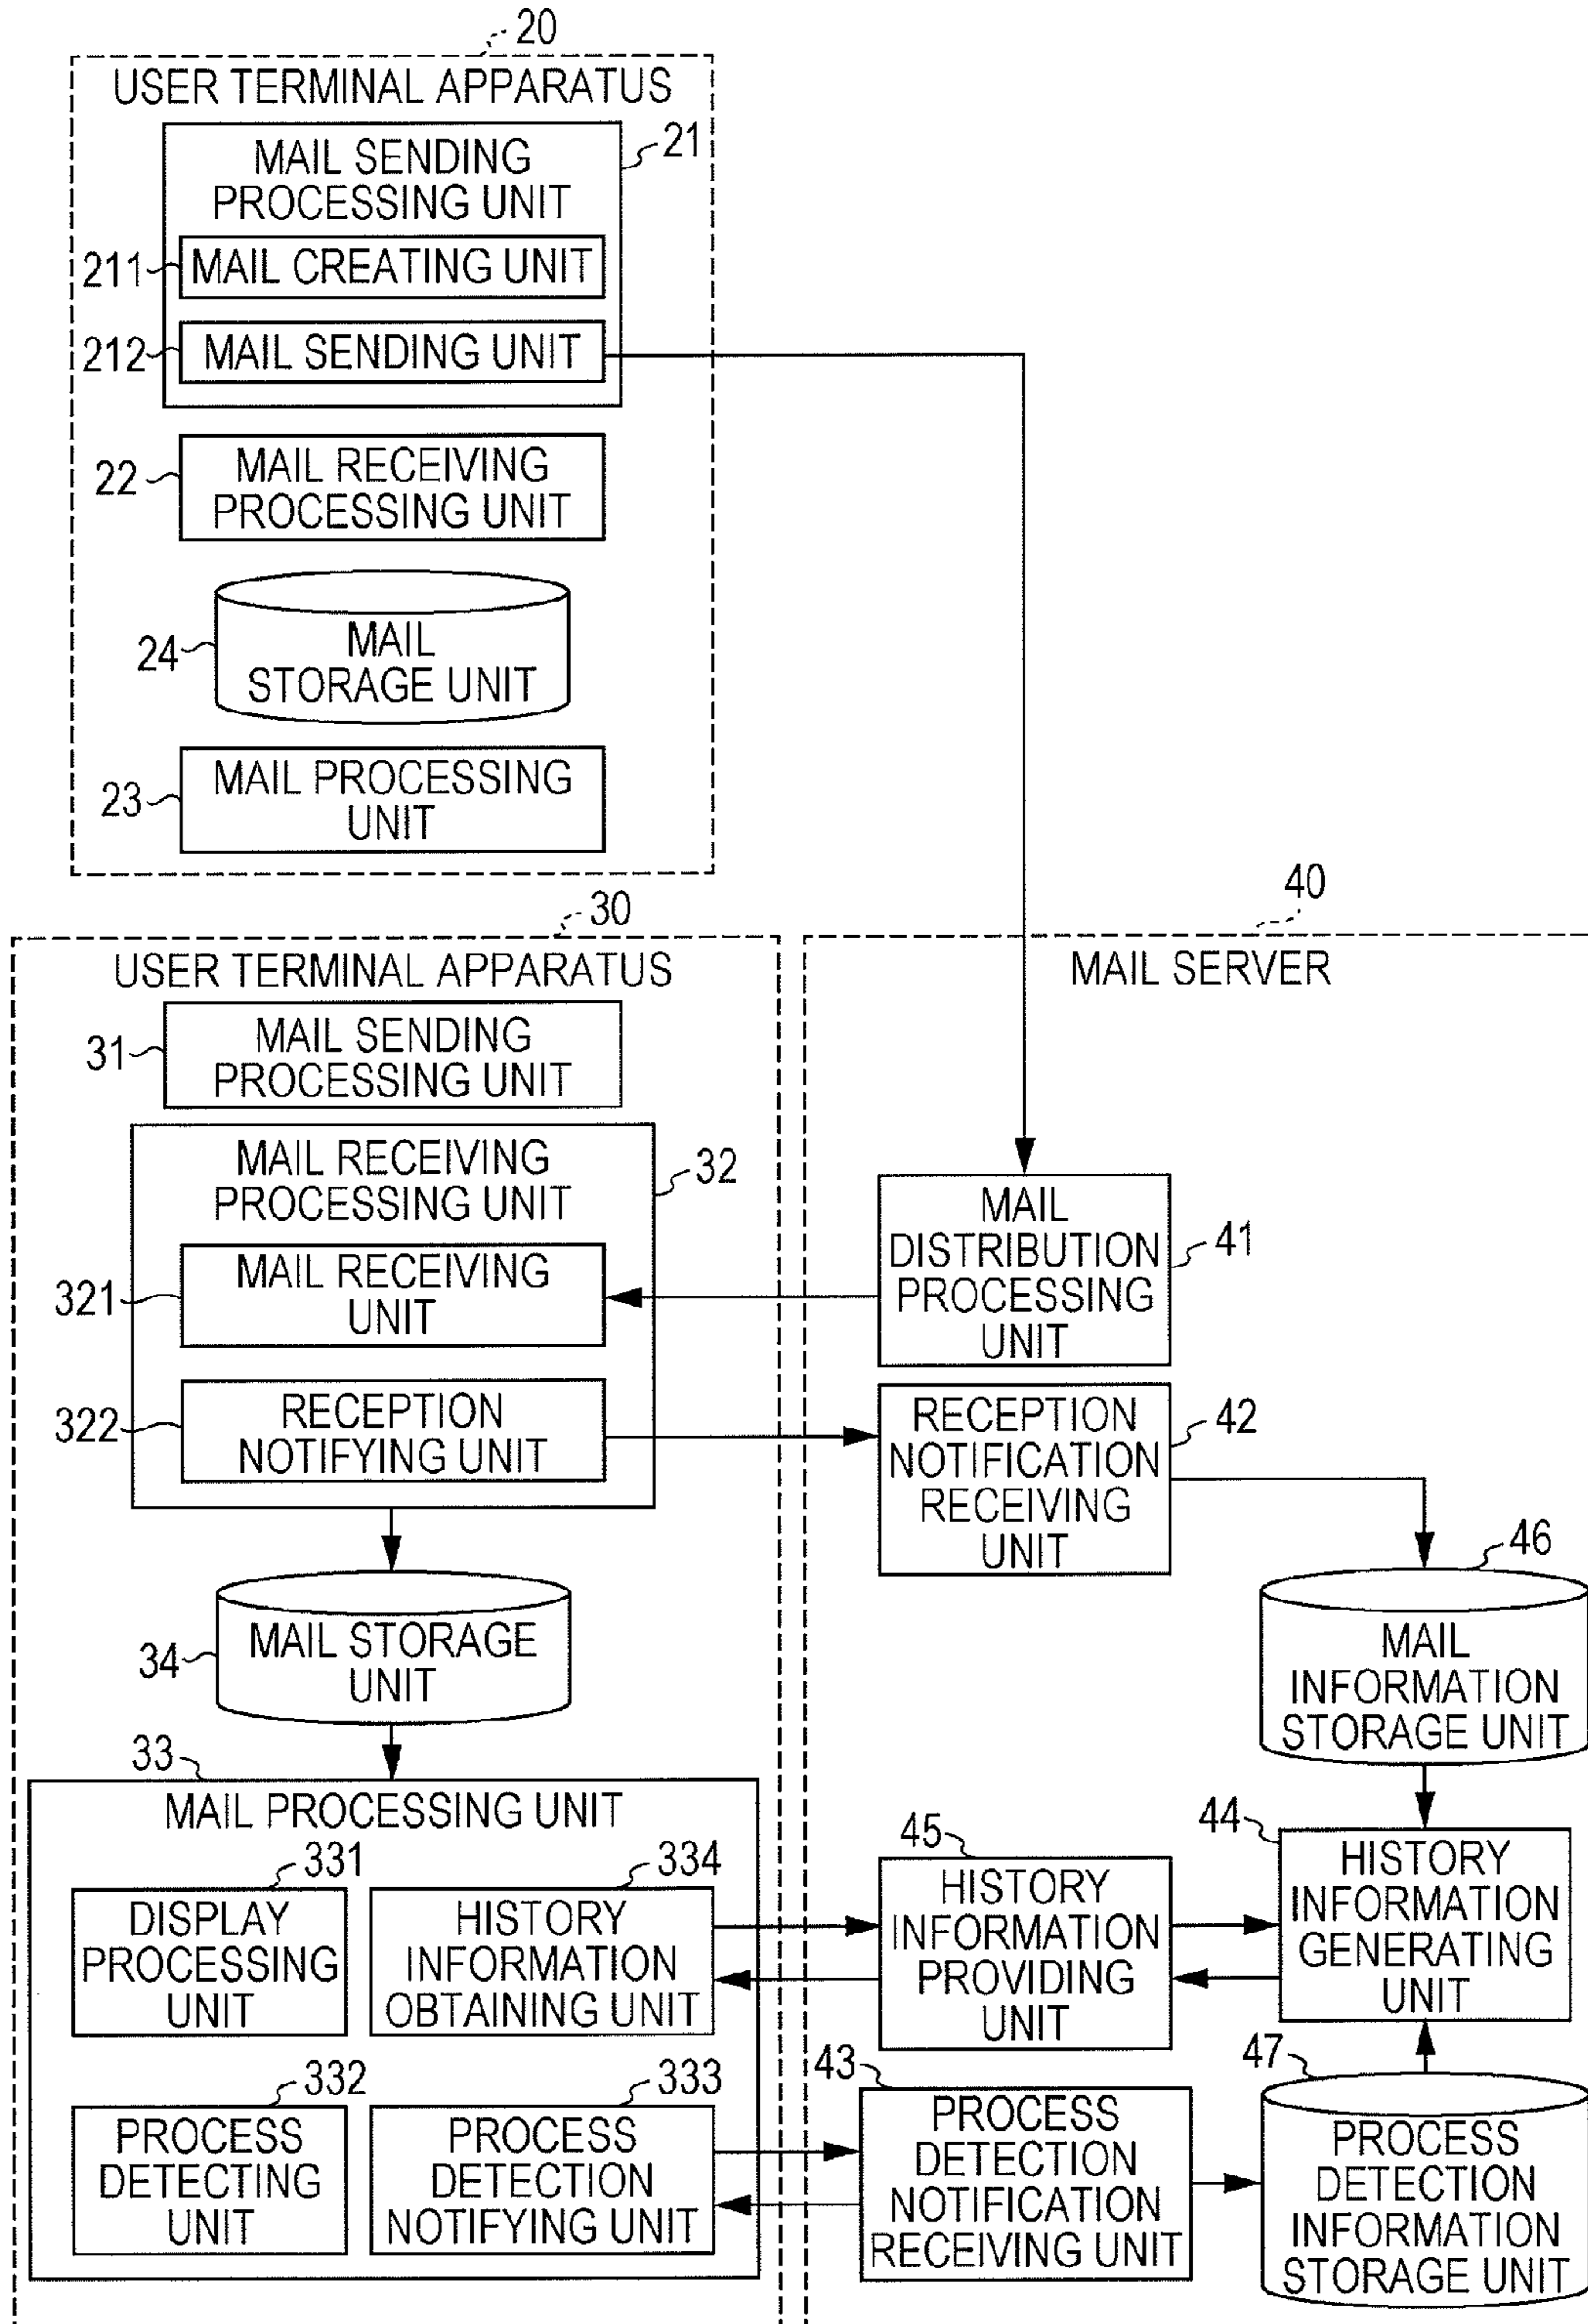 20
USER TERMINAL APPARATUS
21
MAIL SENDING
PROCESSING UNIT
211
MAIL CREATING UNIT
212
MAIL SENDING UNIT
22
MAIL RECEIVING
PROCESSING UNIT
24
MAIL
STORAGE UNIT
23
MAIL PROCESSING
UNIT
30
USER TERMINAL APPARATUS
31
MAIL SENDING
PROCESSING UNIT
32
MAIL RECEIVING
PROCESSING UNIT
321
MAIL RECEIVING
UNIT
322
RECEPTION
NOTIFYING UNIT
34
MAIL STORAGE
UNIT
33
MAIL PROCESSING UNIT
331
DISPLAY
PROCESSING
UNIT
334
HISTORY
INFORMATION
OBTAINING UNIT
332
PROCESS
DETECTING
UNIT
333
PROCESS
DETECTION
NOTIFYING UNIT
40
MAIL SERVER
41
MAIL
DISTRIBUTION
PROCESSING
UNIT
42
RECEPTION
NOTIFICATION
RECEIVING
UNIT
46
MAIL
INFORMATION
STORAGE UNIT
45
HISTORY
INFORMATION
PROVIDING
UNIT
44
HISTORY
INFORMATION
GENERATING
UNIT
43
PROCESS
DETECTION
NOTIFICATION
RECEIVING UNIT
47
PROCESS
DETECTION
INFORMATION
STORAGE UNIT